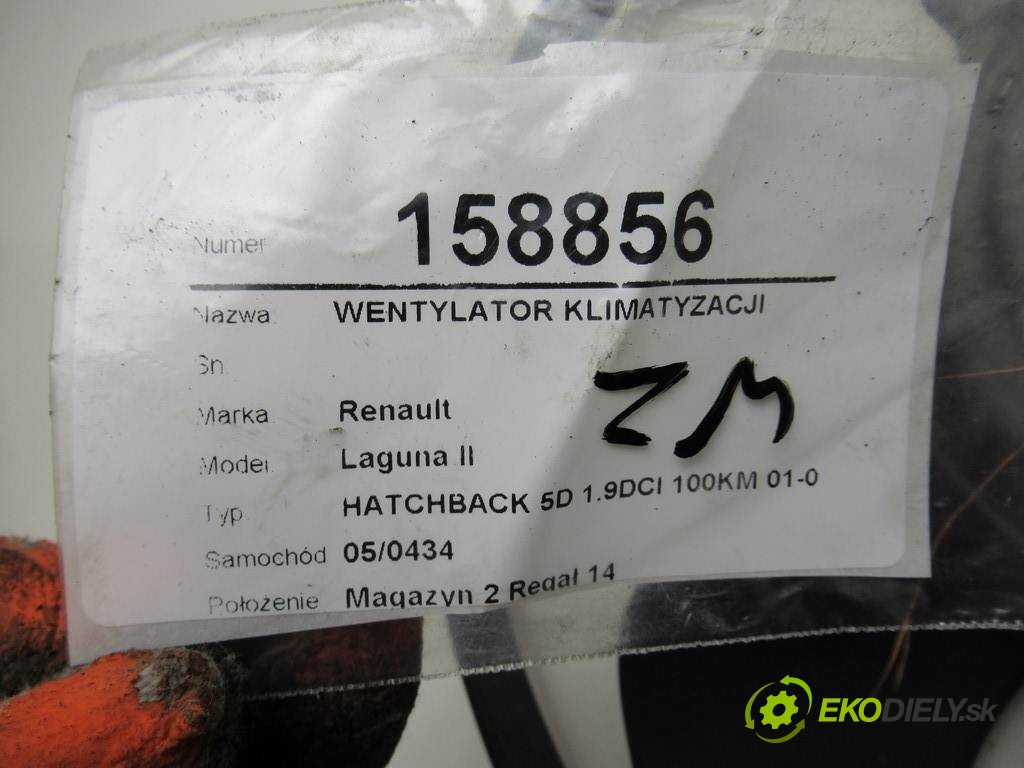 Numer 158856
Nazwa WENTYLATOR KLIMATYZACJI
Sn
Marka Renault
Model Laguna II
ZM
Typ HATCHBACK 5D 1.9DCI 100KM 01-0
Samochód 05/0434
Położenie Magazyn 2 Regał 14
EKODIELY.sk